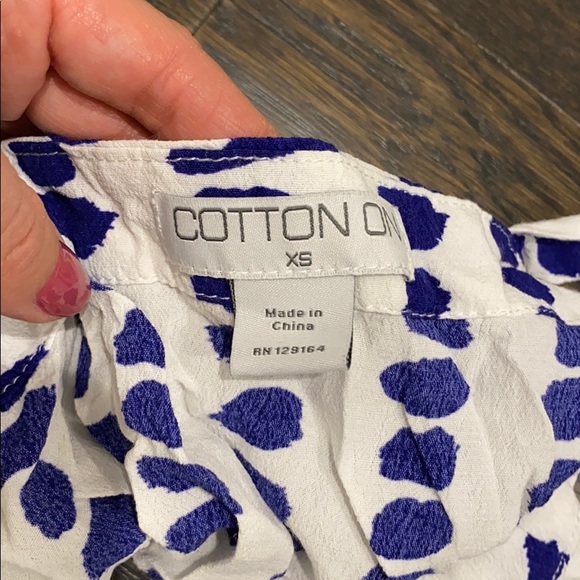 COTTON ON
XS
Made in
China
RN 129164